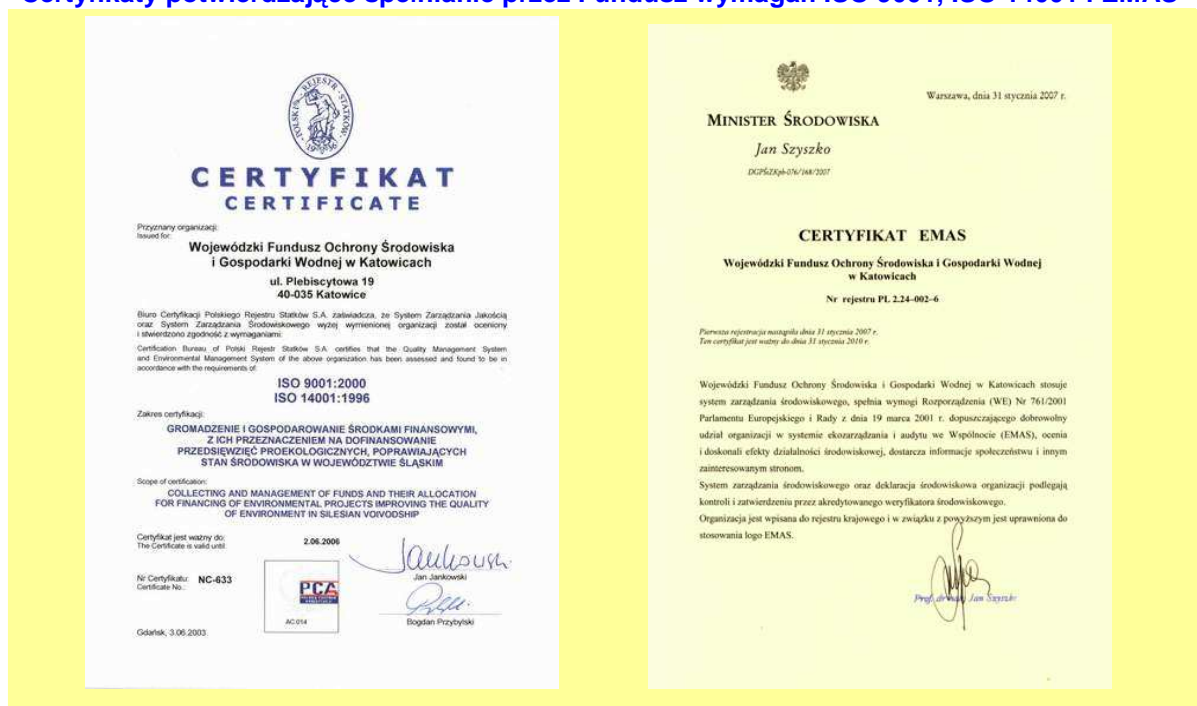 Certyfikaty potwierdzające spełnianie przez Fundusz wymagań ISO 9001, ISO 14001 i EMAS
POLSKI REJESTR STATKÓW
1936
CERTYFIKAT
CERTIFICATE
Przyznany organizacji:
Issued for:
Wojewódzki Fundusz Ochrony Środowiska
i Gospodarki Wodnej w Katowicach
ul. Plebiscytowa 19
40-035 Katowice
Biuro Certyfikacji Polskiego Rejestru Statków S.A. zaświadcza, że System Zarządzania Jakością
oraz System Zarządzania Środowiskowego wyżej wymienionej organizacji został oceniony
i stwierdzono zgodność z wymaganiami:
Certification Bureau of Polski Rejestr Statków S.A. certifies that the Quality Management System
and Environmental Management System of the above organization has been assessed and found to be in
accordance with the requirements of:
ISO 9001:2000
ISO 14001:1996
Zakres certyfikacji:
GROMADZENIE I GOSPODAROWANIE ŚRODKAMI FINANSOWYMI,
Z ICH PRZEZNACZENIEM NA DOFINANSOWANIE
PRZEDSIĘWZIĘĆ PROEKOLOGICZNYCH, POPRAWIAJĄCYCH
STAN ŚRODOWISKA W WOJEWÓDZTWIE ŚLĄSKIM
Scope of certification:
COLLECTING AND MANAGEMENT OF FUNDS AND THEIR ALLOCATION
FOR FINANCING OF ENVIRONMENTAL PROJECTS IMPROVING THE QUALITY
OF ENVIRONMENT IN SILESIAN VOIVODSHIP
Certyfikat jest ważny do:
The Certificate is valid until:
2.06.2006
Nr Certyfikatu:
Certificate No.:
NC-633
PCA
AC 014
Jan Jankowski
Bogdan Przybylski
Gdańsk, 3.06.2003
Warszawa, dnia 31 stycznia 2007 r.
MINISTER ŚRODOWISKA
Jan Szyszko
CERTYFIKAT EMAS
Wojewódzki Fundusz Ochrony Środowiska i Gospodarki Wodnej
w Katowicach
Nr rejestru PL 2.24–002–6
Pierwsza rejestracja nastąpiła dnia 31 stycznia 2007 r.
Ten certyfikat jest ważny do dnia 31 stycznia 2010 r.
Wojewódzki Fundusz Ochrony Środowiska i Gospodarki Wodnej w Katowicach stosuje
system zarządzania środowiskowego, spełnia wymogi Rozporządzenia (WE) Nr 761/2001
Parlamentu Europejskiego i Rady z dnia 19 marca 2001 r. dopuszczającego dobrowolny
udział organizacji w systemie ekozarządzania i audytu we Wspólnocie (EMAS), ocenia
i doskonali efekty działalności środowiskowej, dostarcza informacje społeczeństwu i innym
zainteresowanym stronom.
System zarządzania środowiskowego oraz deklaracja środowiskowa organizacji podlegają
kontroli i zatwierdzeniu przez akredytowanego weryfikatora środowiskowego.
Organizacja jest wpisana do rejestru krajowego i w związku z powyższym jest uprawniona do
stosowania logo EMAS.
Prof. dr hab. Jan Szyszko